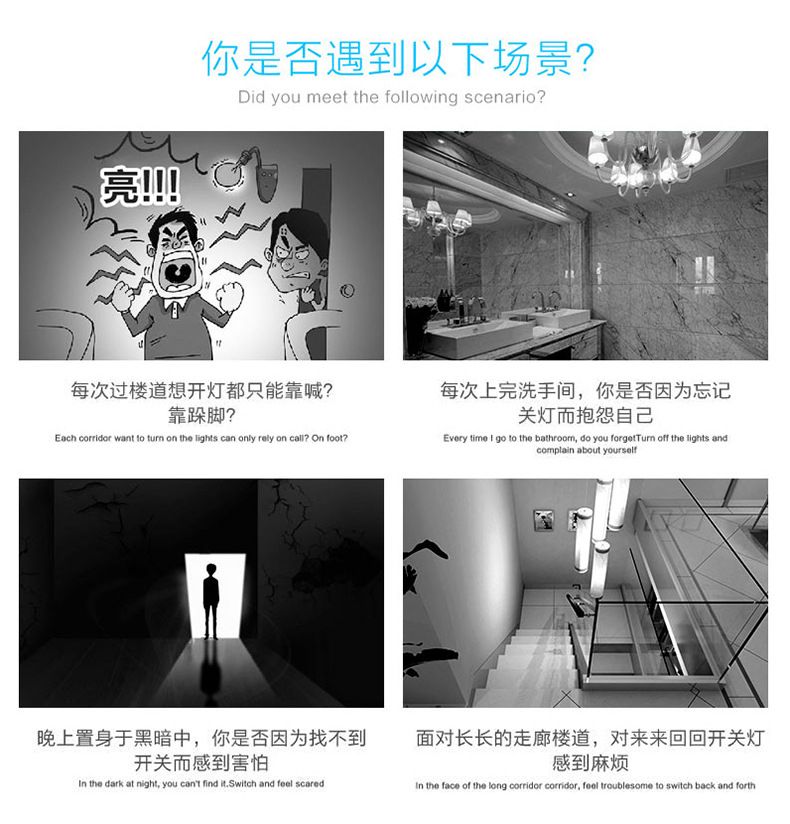 你是否遇到以下场景?
Did you meet the following scenario?
亮!!!
每次过楼道想开灯都只能靠喊?
靠跺脚?
Each corridor want to turn on the lights can only rely on call? On foot?
每次上完洗手间，你是否因为忘记
关灯而抱怨自己
Every time I go to the bathroom, do you forgetTurn off the lights and
complain about yourself
晚上置身于黑暗中，你是否因为找不到
开关而感到害怕
In the dark at night, you can't find it.Switch and feel scared
面对长长的走廊楼道，对来来回回开关灯
感到麻烦
In the face of the long corridor corridor, feel troublesome to switch back and forth